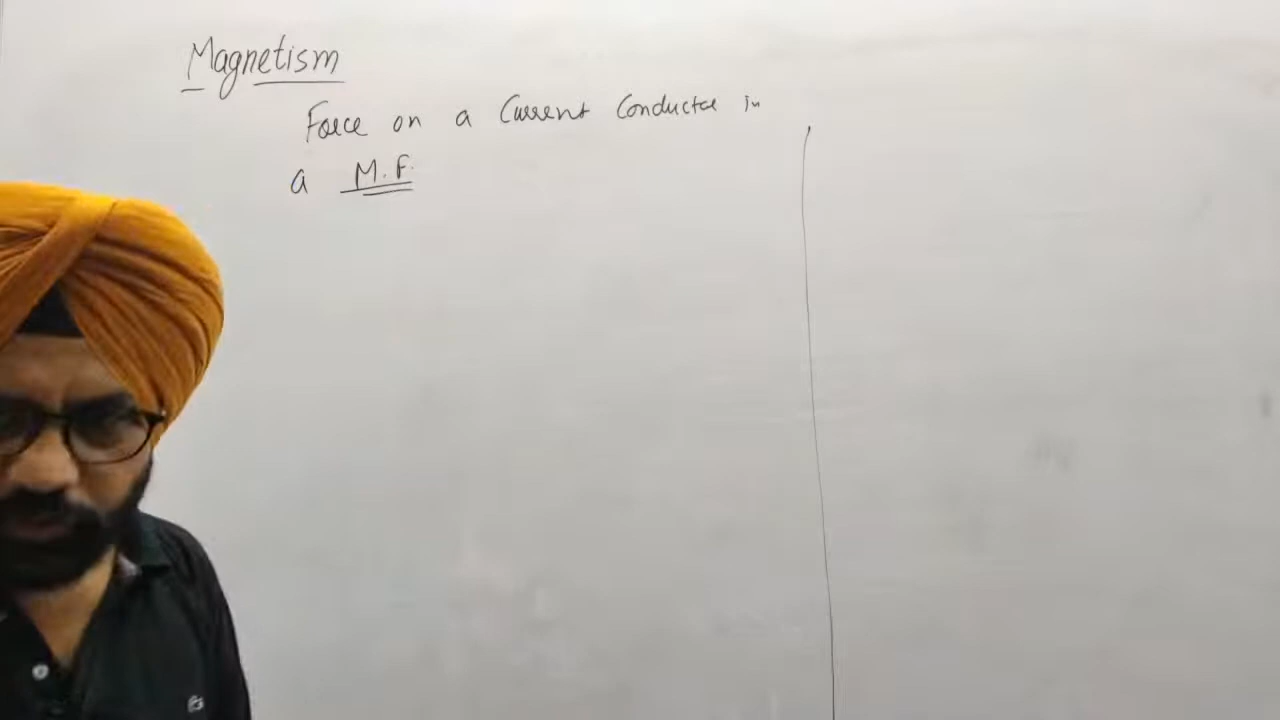 Magnetism
Force on a Current Conductor in
a M.F.